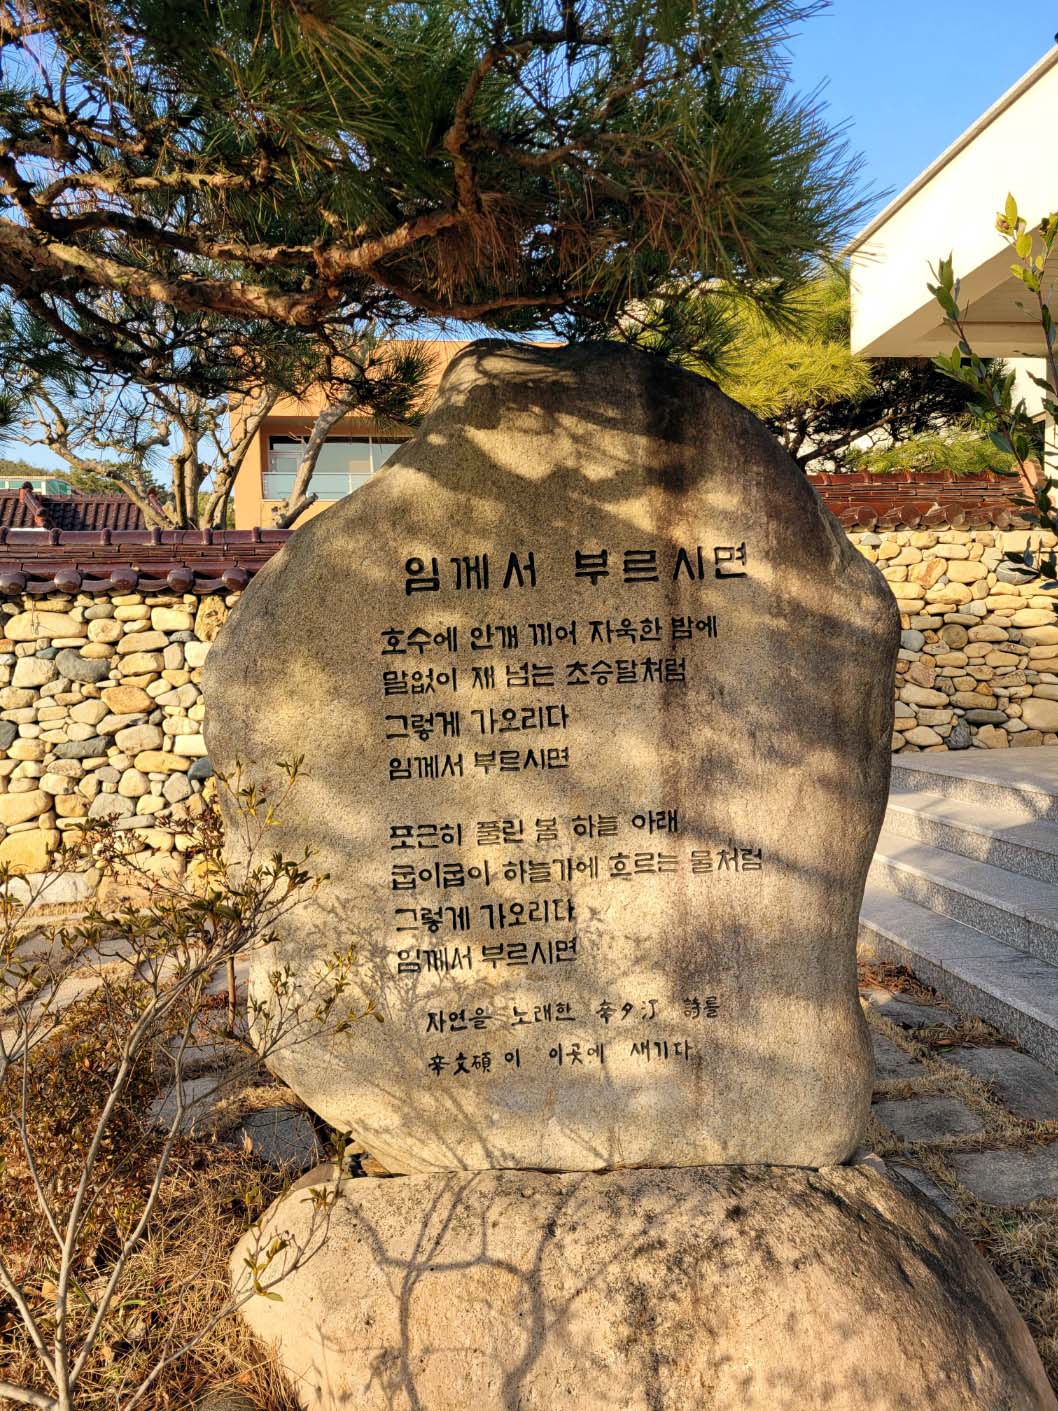 임께서 부르시면
호수에 안개 끼어 자욱한 밤에
말없이 재 넘는 초승달처럼
그렇게 가오리다
임께서 부르시면
포근히 풀린 봄 하늘 아래
굽이굽이 하늘가에 흐르는 물처럼
그렇게 가오리다
임께서 부르시면
자연을 노래한 辛夕汀 詩를
辛文碩이 이곳에 새기다